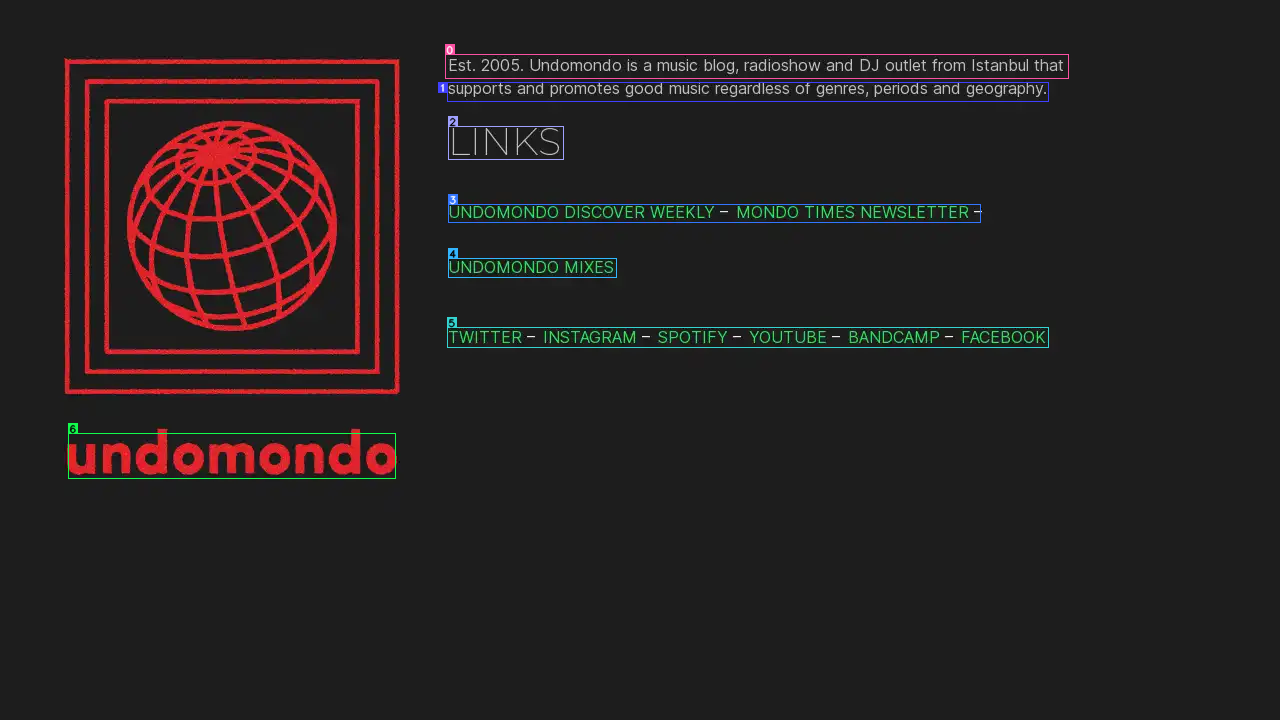 Est. 2005. Undomondo is a music blog, radioshow and DJ outlet from Istanbul that
supports and promotes good music regardless of genres, periods and geography.
LINKS
UNDOMONDO DISCOVER WEEKLY – MONDO TIMES NEWSLETTER –
UNDOMONDO MIXES
TWITTER – INSTAGRAM – SPOTIFY – YOUTUBE – BANDCAMP – FACEBOOK
undomondo